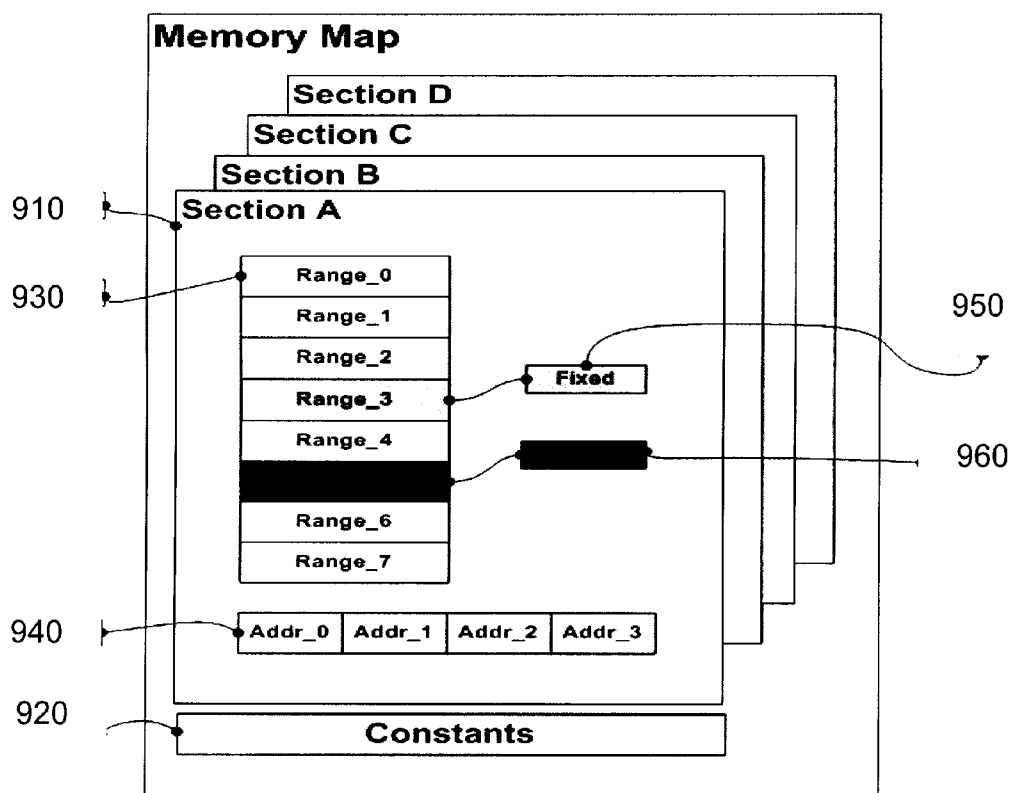 Memory Map
Section D
Section C
Section B
Section A
910
930
Range_0
Range_1
Range_2
Range_3
Range_4
Range_6
Range_7
Fixed
950
960
940
Addr_0 Addr_1 Addr_2 Addr_3
920
Constants